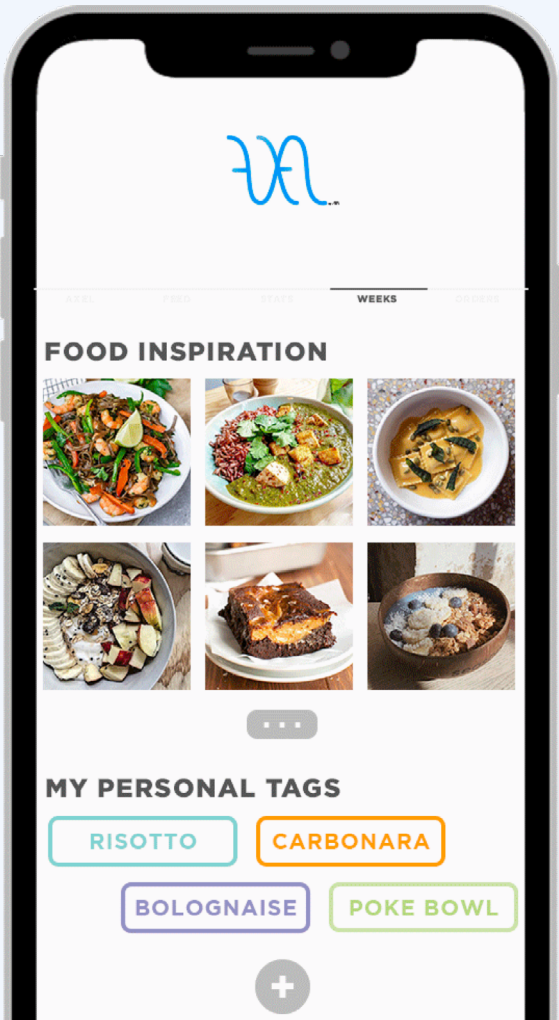 WEEKS
FOOD INSPIRATION
MY PERSONAL TAGS
RISOTTO CARBONARA
BOLOGNAISE POKE BOWL